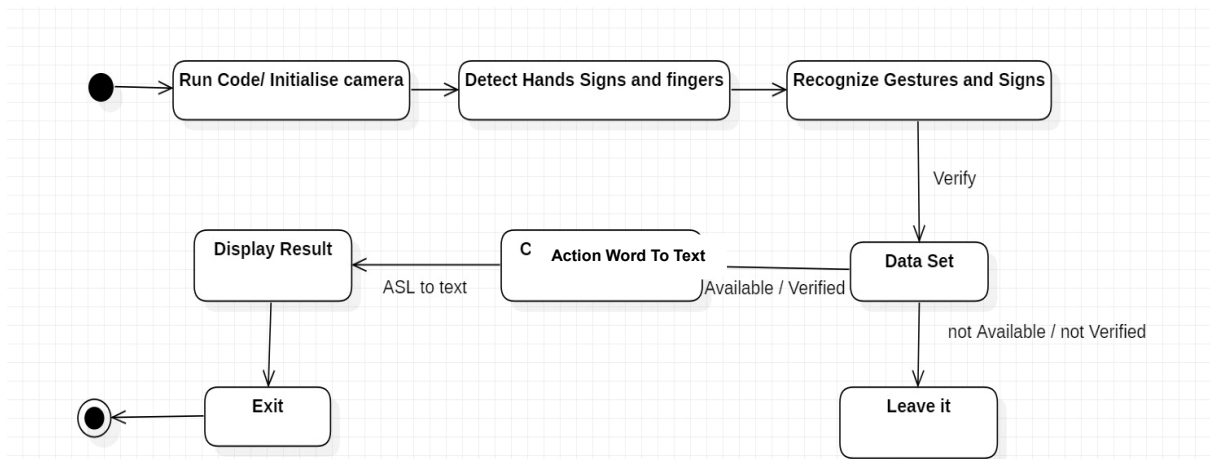 Run Code/ Initialise camera
Detect Hands Signs and fingers
Recognize Gestures and Signs
Verify
Data Set
Available / Verified
C
Action Word To Text
ASL to text
Display Result
not Available / not Verified
Leave it
Exit